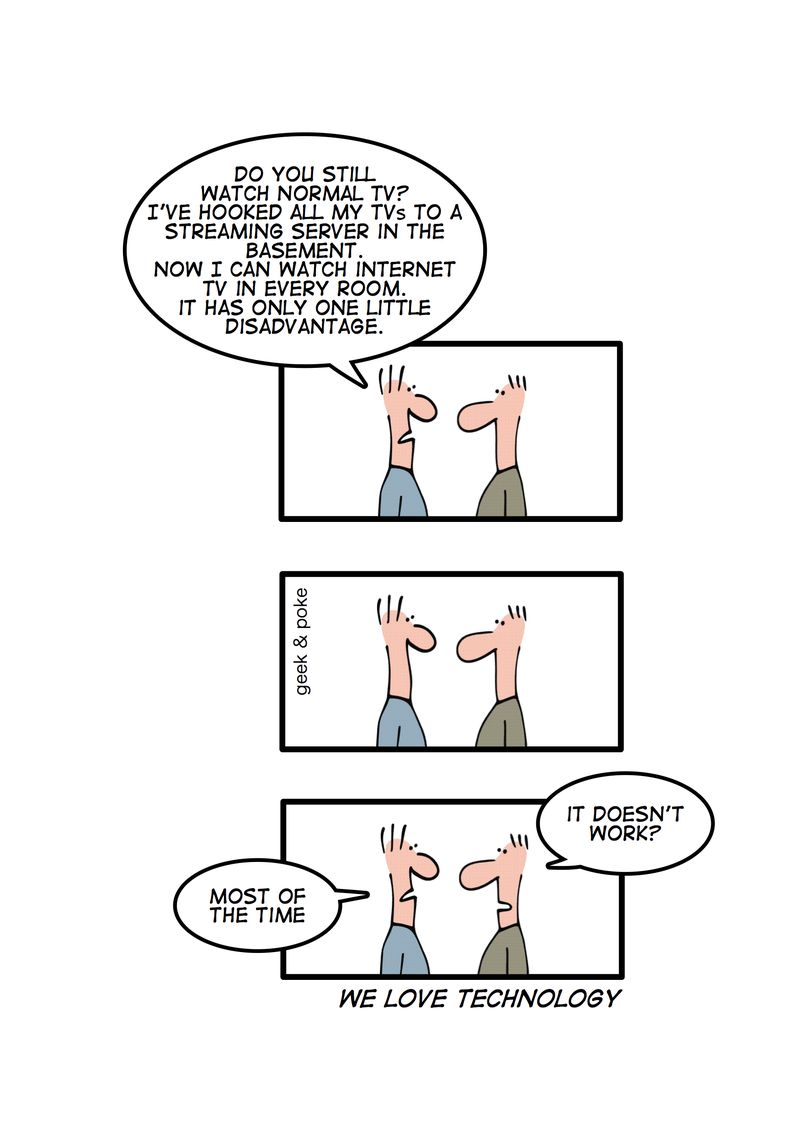 DO YOU STILL
WATCH NORMAL TV?
I'VE HOOKED ALL MY TVs TO A
STREAMING SERVER IN THE
BASEMENT.
NOW I CAN WATCH INTERNET
TV IN EVERY ROOM.
IT HAS ONLY ONE LITTLE
DISADVANTAGE.
geek & poke
IT DOESN'T
WORK?
MOST OF
THE TIME
WE LOVE TECHNOLOGY